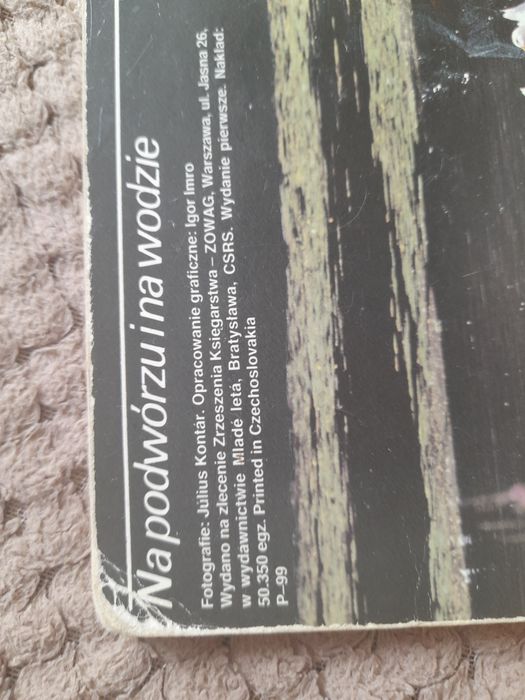 Na podwórzu i na wodzie
Fotografie: Július Kontár. Opracowanie graficzne: Igor Imro
Wydano na zlecenie Zrzeszenia Księgarstwa – ZOWAG, Warszawa, ul. Jasna 26,
w wydawnictwie Mladé letá, Bratysława, CSRS. Wydanie pierwsze. Nakład:
50.350 egz. Printed in Czechoslovakia
P–99